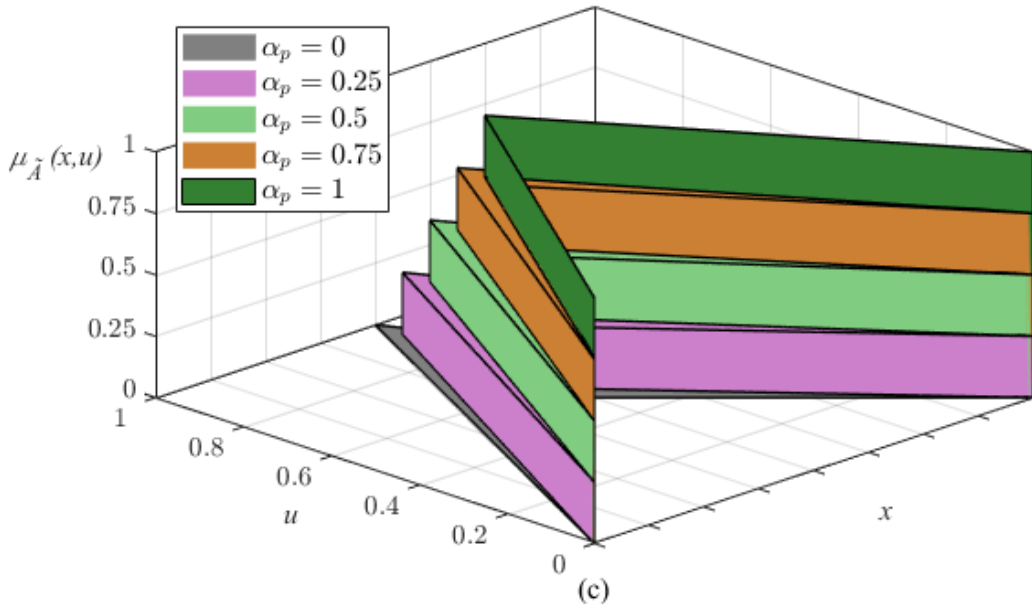 α_p = 0
α_p = 0.25
α_p = 0.5
α_p = 0.75
α_p = 1
μ_Ã (x,u)
1
0.75
0.5
0.25
0
1
0.8
0.6
0.4
0.2
0
u
x
(c)